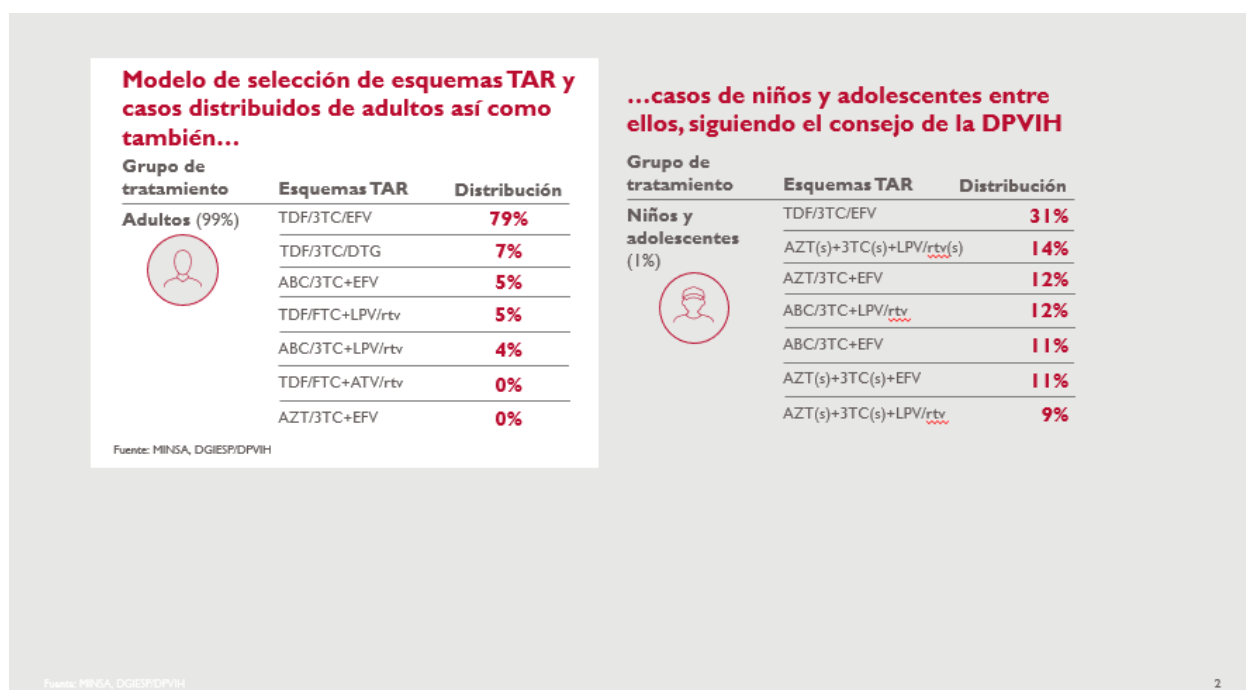 Modelo de selección de esquemas TAR y
casos distribuidos de adultos así como
también...
Grupo de
tratamiento Esquemas TAR Distribución
Adultos (99%) TDF/3TC/EFV 79%
TDF/3TC/DTG 7%
ABC/3TC+EFV 5%
TDF/FTC+LPV/rtv 5%
ABC/3TC+LPV/rtv 4%
TDF/FTC+ATV/rtv 0%
AZT/3TC+EFV 0%
Fuente: MINSA, DGIESP/DPVIH
...casos de niños y adolescentes entre
ellos, siguiendo el consejo de la DPVIH
Grupo de
tratamiento Esquemas TAR Distribución
Niños y
adolescentes
(1%)
TDF/3TC/EFV 31%
AZT(s)+3TC(s)+LPV/rtv(s) 14%
AZT/3TC+EFV 12%
ABC/3TC+LPV/rtv 12%
ABC/3TC+EFV 11%
AZT(s)+3TC(s)+EFV 11%
AZT(s)+3TC(s)+LPV/rtv 9%
Fuente: MINSA, DGIESP/DPVIH
2